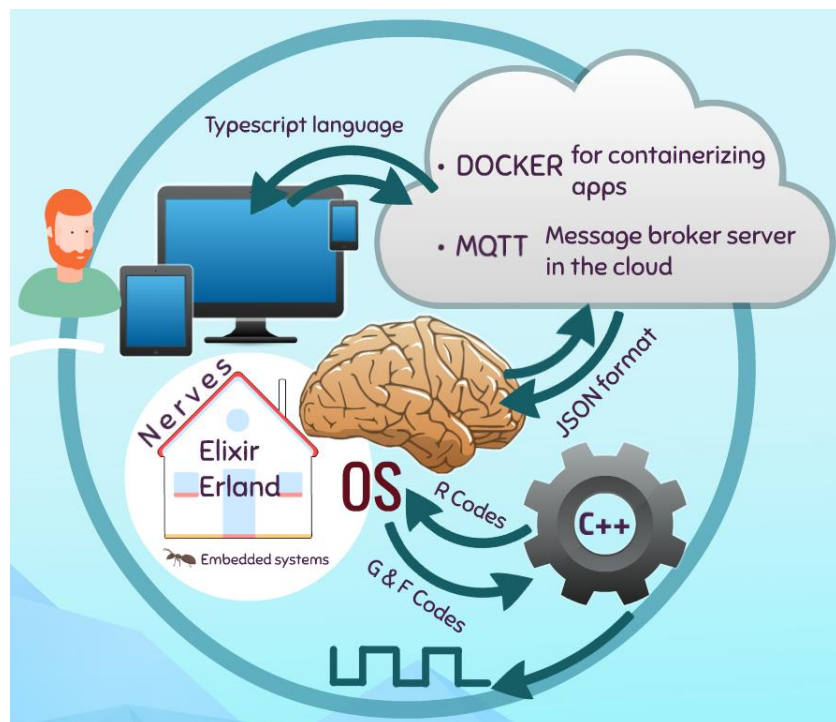 Typescript language
• DOCKER for containerizing
apps
• MQTT Message broker server
in the cloud
JSON format
Nerves
Elixir
Erland
OS
Embedded systems
R Codes
C++
G & F Codes